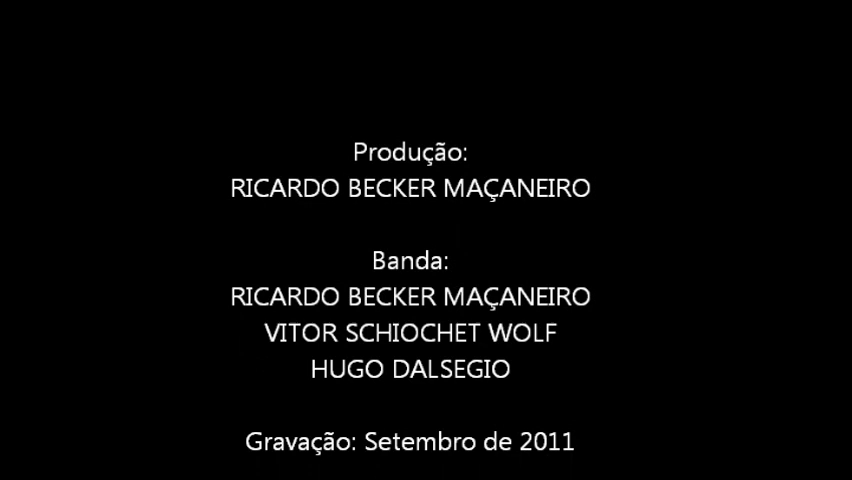 Produção:
RICARDO BECKER MAÇANEIRO
Banda:
RICARDO BECKER MAÇANEIRO
VITOR SCHIOCHET WOLF
HUGO DALSEGIO
Gravação: Setembro de 2011